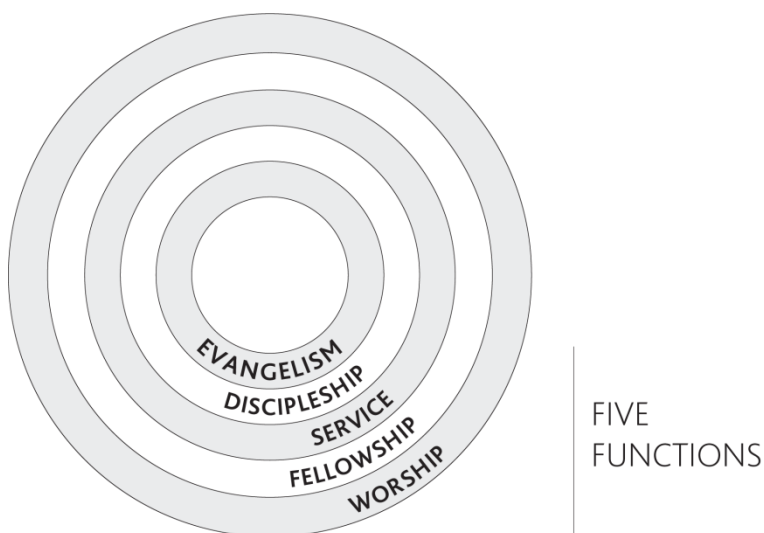 EVANGELISM
DISCIPLESHIP
SERVICE
FELLOWSHIP
WORSHIP
FIVE
FUNCTIONS